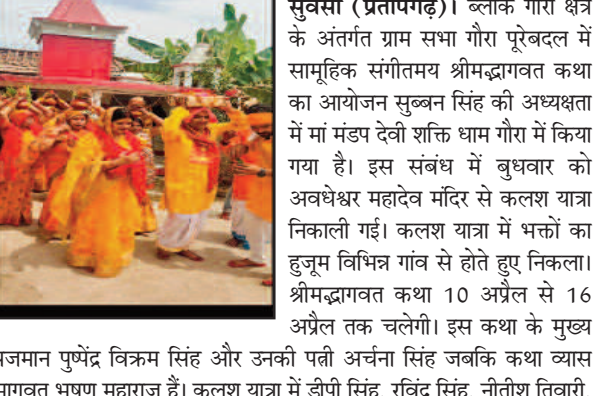 सुवंसा (प्रतापगढ़)। ब्लॉक गौरा क्षेत्र
के अंतर्गत ग्राम सभा गौरा पूरेबदल में
सामूहिक संगीतमय श्रीमद्भागवत कथा
का आयोजन सुब्बन सिंह की अध्यक्षता
में मां मंडप देवी शक्ति धाम गौरा में किया
गया है। इस संबंध में बुधवार को
अवधेश्वर महादेव मंदिर से कलश यात्रा
निकाली गई। कलश यात्रा में भक्तों का
हुजूम विभिन्न गांव से होते हुए निकला।
श्रीमद्भागवत कथा 10 अप्रैल से 16
अप्रैल तक चलेगी। इस कथा के मुख्य
यजमान पुष्पेंद्र विक्रम सिंह और उनकी पत्नी अर्चना सिंह जबकि कथा व्यास
भागवत भूषण महाराज हैं। कलश यात्रा में डीपी सिंह, रविंद्र सिंह, नीतीश तिवारी,